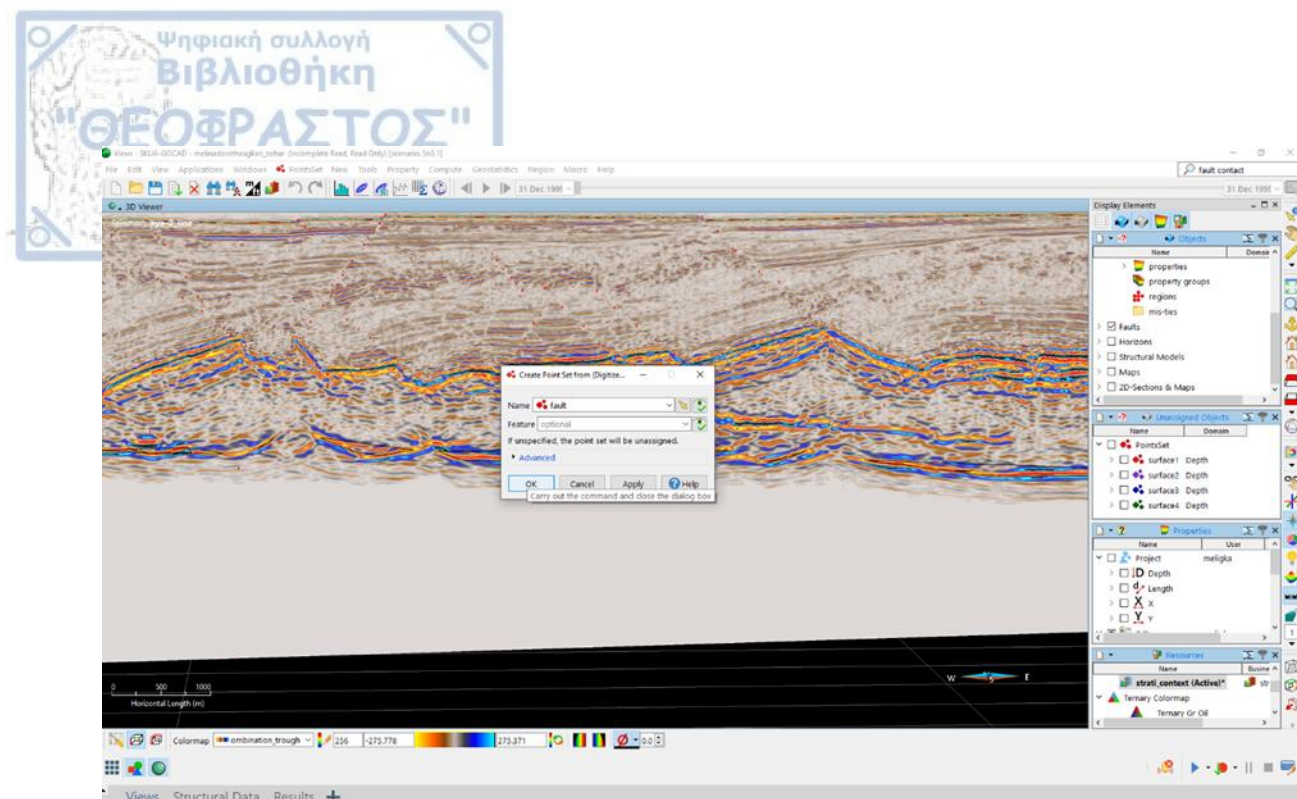 Ψηφιακή συλλογή
Βιβλιοθήκη
"ΘΕΟΦΡΑΣΤΟΣ"
File Edit View Applications Windows PointsSet New Tools Property Compute Geostatistics Region Macro Help
fault contact
31 Dec 1995
3D Viewer
Display Elements
Objects
Name Domain
properties
property groups
regions
mis-ties
Faults
Horizons
Structural Models
Maps
2D-Sections & Maps
Unassigned Objects
Name Domain
PointsSet
surface1 Depth
surface2 Depth
surface3 Depth
surface4 Depth
Properties
Name User
Project meligka
Depth
Length
X X
Y Y
Resources
Name Busine
strati_context (Active)* str
Ternary Colormap
Ternary Gr Oil
Create Point Set from (Digitize...
Name fault
Feature optional
If unspecified, the point set will be unassigned.
Advanced
OK Cancel Apply Help
Carry out the command and close the dialog box
0 500 1000
Horizontal Length (m)
W S E
Colormap ombination_trough 256 -275.778 275.371 0.0
Views Structural Data Results